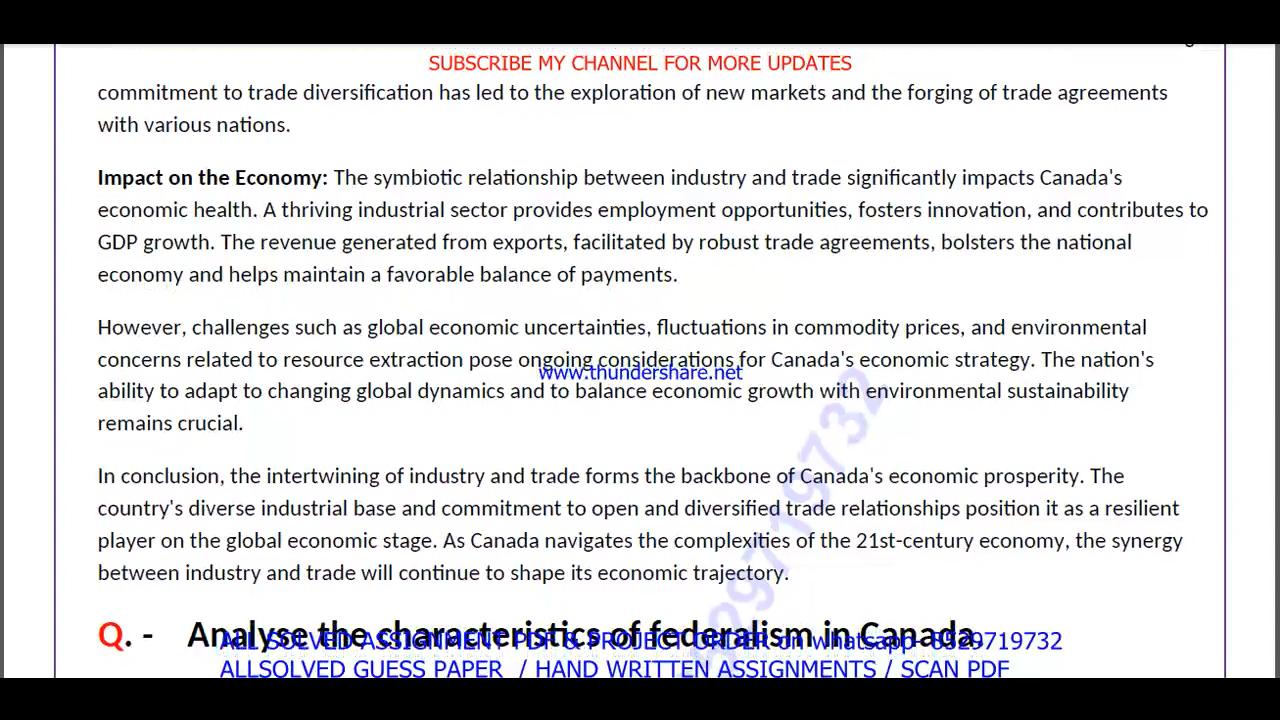 SUBSCRIBE MY CHANNEL FOR MORE UPDATES
commitment to trade diversification has led to the exploration of new markets and the forging of trade agreements
with various nations.
Impact on the Economy: The symbiotic relationship between industry and trade significantly impacts Canada's
economic health. A thriving industrial sector provides employment opportunities, fosters innovation, and contributes to
GDP growth. The revenue generated from exports, facilitated by robust trade agreements, bolsters the national
economy and helps maintain a favorable balance of payments.
However, challenges such as global economic uncertainties, fluctuations in commodity prices, and environmental
concerns related to resource extraction pose ongoing considerations for Canada's economic strategy. The nation's
www.thundershare.net
ability to adapt to changing global dynamics and to balance economic growth with environmental sustainability
remains crucial.
In conclusion, the intertwining of industry and trade forms the backbone of Canada's economic prosperity. The
country's diverse industrial base and commitment to open and diversified trade relationships position it as a resilient
player on the global economic stage. As Canada navigates the complexities of the 21st-century economy, the synergy
between industry and trade will continue to shape its economic trajectory.
Q. - Analyse the characteristics of federalism in Canada.
ALL SOLVED ASSIGNMENT PDF & PROJECT ORDER on whatsapp- 8529719732
ALLSOLVED GUESS PAPER / HAND WRITTEN ASSIGNMENTS / SCAN PDF